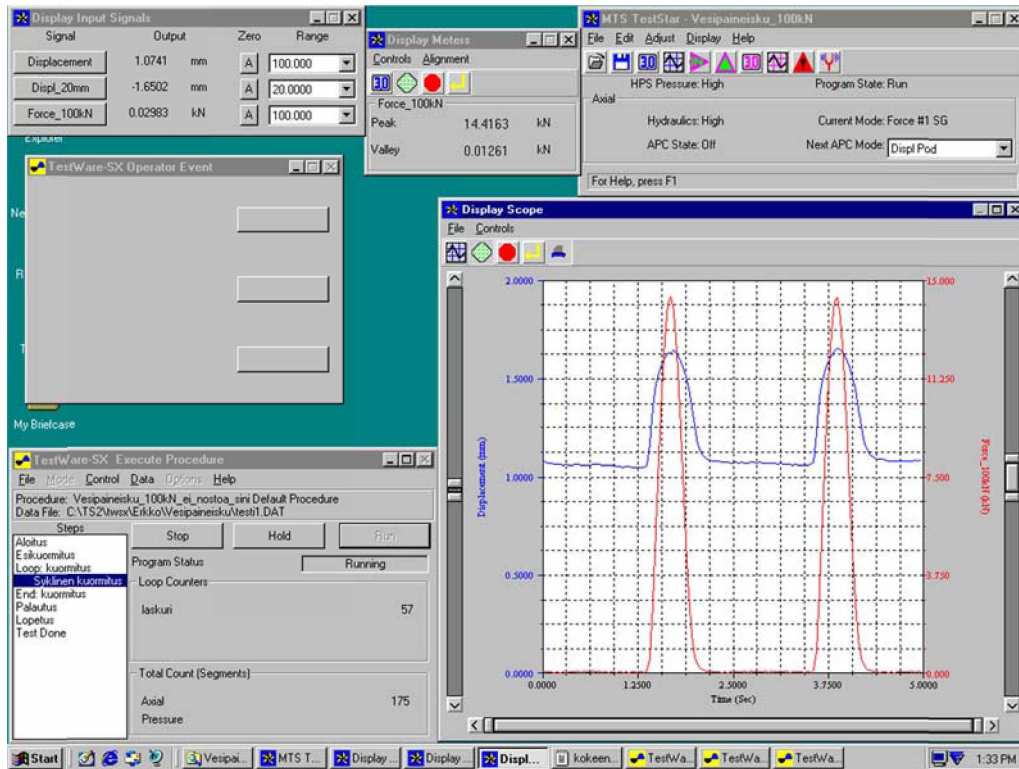 Display Input Signals
Signal Output Zero Range
Displacement 1.0741 mm A 100.000
Displ_20mm -1.6502 mm A 20.0000
Force_100kN 0.02983 kN A 100.000
Display Meters
Controls Alignment
Force_100kN
Peak 14.4163 kN
Valley 0.01261 kN
MTS TestStar - Vesipaineisku_100kN
File Edit Adjust Display Help
HPS Pressure: High Program State: Run
Axial
Hydraulics: High Current Mode: Force #1 SG
APC State: Off Next APC Mode: Displ Pod
For Help, press F1
Explorer
TestWare-SX Operator Event
Ne
R
T
My Briefcase
Display Scope
File Controls
2.0000
1.5000
1.0000
0.5000
0.0000
Displacement (mm)
15.000
11.250
7.500
3.750
0.000
Force_100kN (kN)
0.0000 1.2500 2.5000 3.7500 5.0000
Time (Sec)
TestWare-SX Execute Procedure
File Mode Control Data Options Help
Procedure: Vesipaineisku_100kN_ei_nostoa_sini Default Procedure
Data File: C:\TS2\twsx\Erkko\Vesipaineisku\testi1.DAT
Steps
Aloitus
Esikuormitus
Loop: kuormitus
Syklinen kuormitus
End: kuormitus
Palautus
Lopetus
Test Done
Stop Hold Run
Program Status Running
Loop Counters
laskuri 57
Total Count (Segments)
Axial 175
Pressure
Start Vesipai... MTS T... Display ... Display ... Displ... kokeen... TestWa... TestWa... TestWa... 1:33 PM